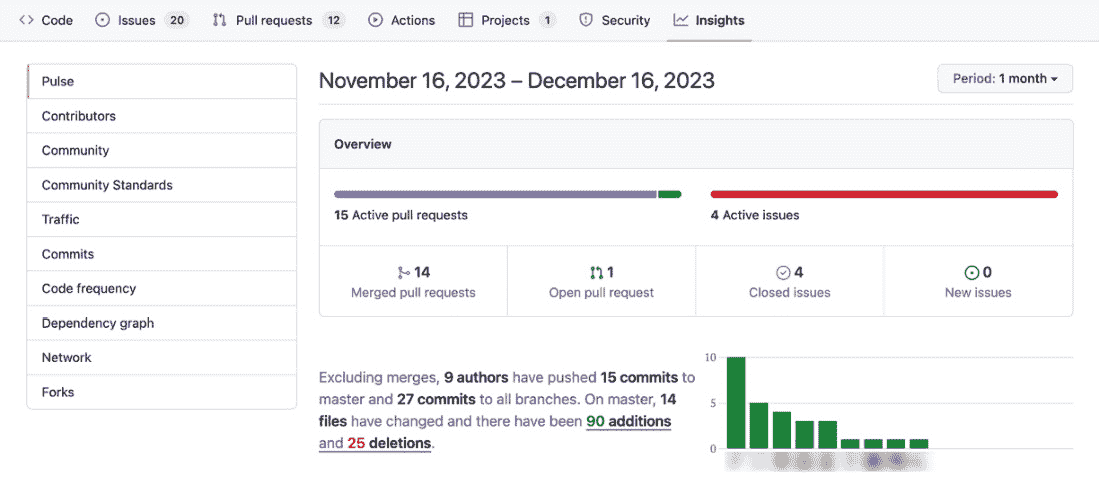 Code Issues 20 Pull requests 12 Actions Projects 1 Security Insights
Pulse
Contributors
Community
Community Standards
Traffic
Commits
Code frequency
Dependency graph
Network
Forks
November 16, 2023 – December 16, 2023
Period: 1 month
Overview
15 Active pull requests
4 Active issues
14
Merged pull requests
1
Open pull request
4
Closed issues
0
New issues
Excluding merges, 9 authors have pushed 15 commits to
master and 27 commits to all branches. On master, 14
files have changed and there have been 90 additions
and 25 deletions.
10
5
0